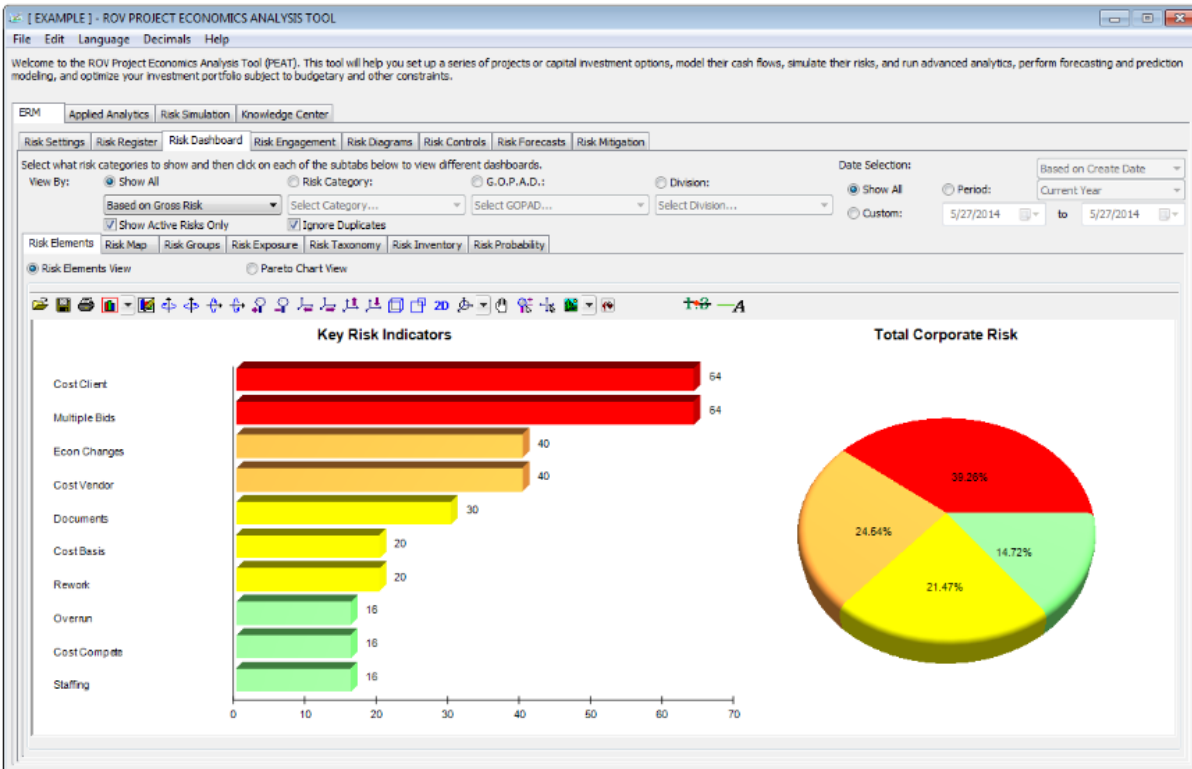 [ EXAMPLE ] - ROV PROJECT ECONOMICS ANALYSIS TOOL
File Edit Language Decimals Help
Welcome to the ROV Project Economics Analysis Tool (PEAT). This tool will help you set up a series of projects or capital investment options, model their cash flows, simulate their risks, and run advanced analytics, perform forecasting and prediction
modeling, and optimize your investment portfolio subject to budgetary and other constraints.
ERM Applied Analytics Risk Simulation Knowledge Center
Risk Settings Risk Register Risk Dashboard Risk Engagement Risk Diagrams Risk Controls Risk Forecasts Risk Mitigation
Select what risk categories to show and then click on each of the subtabs below to view different dashboards. Date Selection: Based on Create Date
View By: Show All Risk Category: G.O.P.A.D.: Division: Show All Period: Current Year
Based on Gross Risk Select Category... Select GOPAD... Select Division... Custom: 5/27/2014 to 5/27/2014
Show Active Risks Only Ignore Duplicates
Risk Elements Risk Map Risk Groups Risk Exposure Risk Taxonomy Risk Inventory Risk Probability
Risk Elements View Pareto Chart View
2D A
Key Risk Indicators
Cost Client 64
Multiple Bids 64
Econ Changes 40
Cost Vendor 40
Documents 30
Cost Basis 20
Rework 20
Overrun 16
Cost Compete 16
Staffing 16
0 10 20 30 40 50 60 70
Total Corporate Risk
39.26%
24.54%
14.72%
21.47%